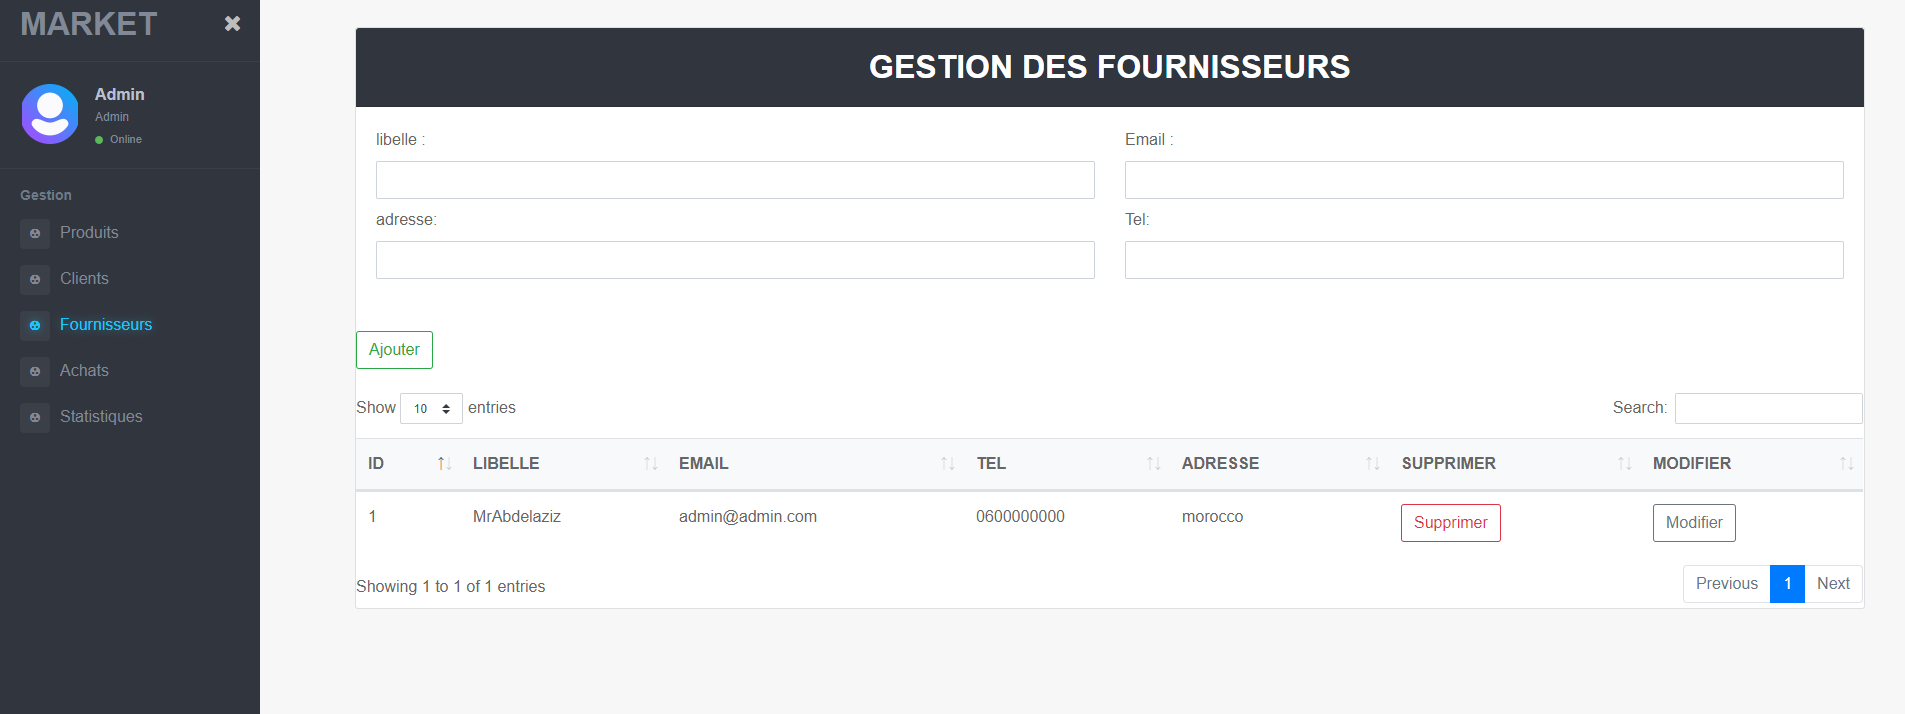 MARKET
Admin
Admin
Online
Gestion
Produits
Clients
Fournisseurs
Achats
Statistiques
GESTION DES FOURNISSEURS
libelle : Email :
adresse: Tel:
Ajouter
Show 10 entries Search:
ID LIBELLE EMAIL TEL ADRESSE SUPPRIMER MODIFIER
1 MrAbdelaziz admin@admin.com 0600000000 morocco Supprimer Modifier
Showing 1 to 1 of 1 entries Previous 1 Next